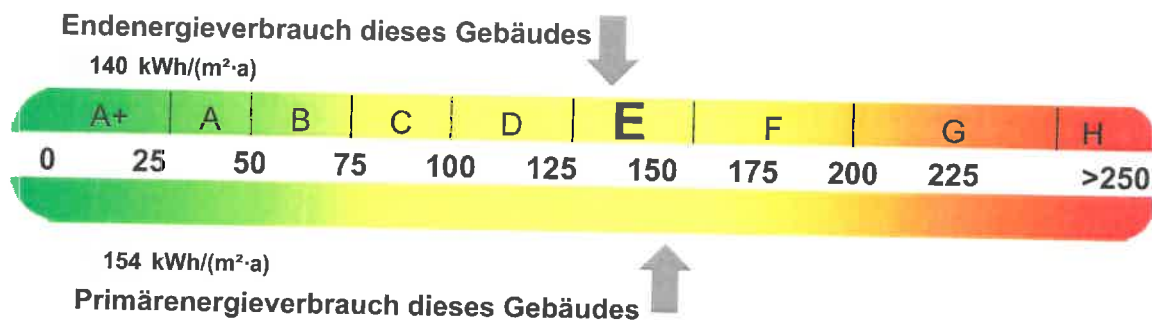 Endenergieverbrauch dieses Gebäudes
140 kWh/(m²·a)
A+ A B C D E F G H
0 25 50 75 100 125 150 175 200 225 >250
154 kWh/(m²·a)
Primärenergieverbrauch dieses Gebäudes